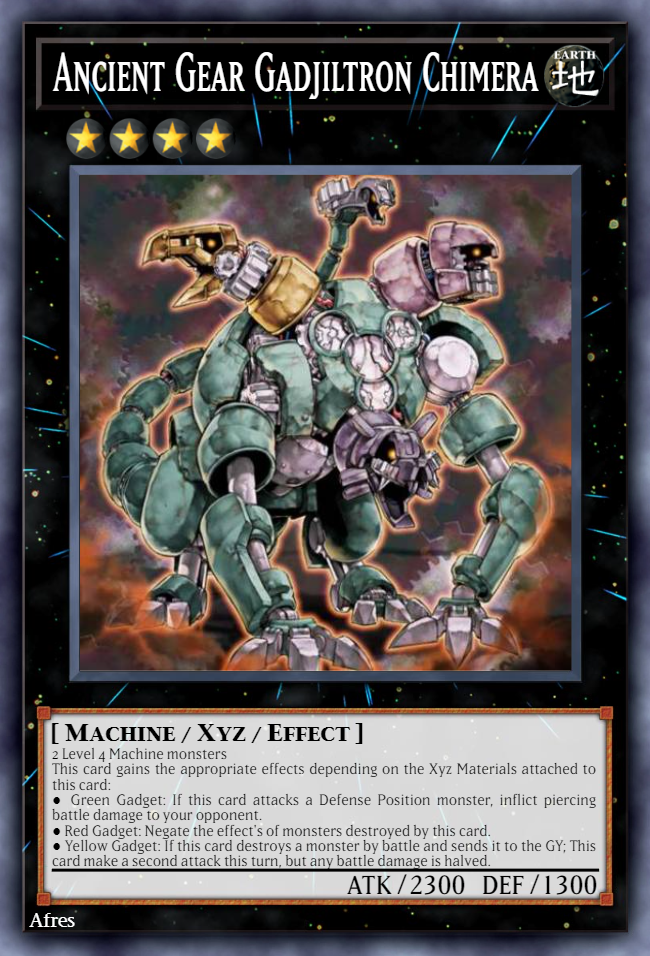 Ancient Gear Gadjiltron Chimera
EARTH
地
[ Machine / Xyz / Effect ]
2 Level 4 Machine monsters
This card gains the appropriate effects depending on the Xyz Materials attached to
this card:
● Green Gadget: If this card attacks a Defense Position monster, inflict piercing
battle damage to your opponent.
● Red Gadget: Negate the effect's of monsters destroyed by this card.
● Yellow Gadget: If this card destroys a monster by battle and sends it to the GY; This
card make a second attack this turn, but any battle damage is halved.
ATK / 2300 DEF / 1300
Afres